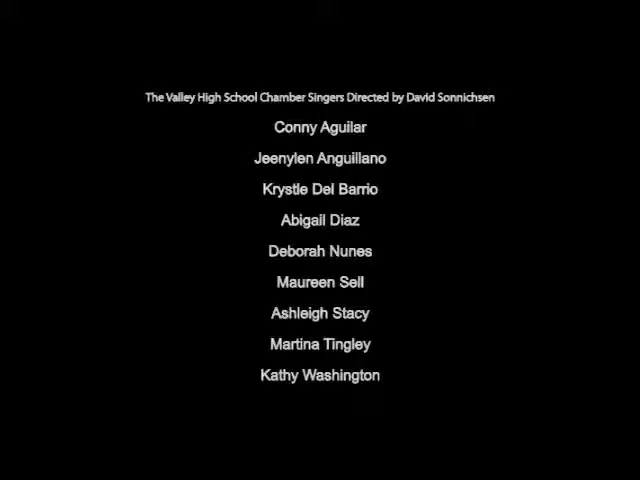 The Valley High School Chamber Singers Directed by David Sonnichsen
Conny Aguilar
Jeenylen Anguillano
Krystle Del Barrio
Abigail Diaz
Deborah Nunes
Maureen Sell
Ashleigh Stacy
Martina Tingley
Kathy Washington